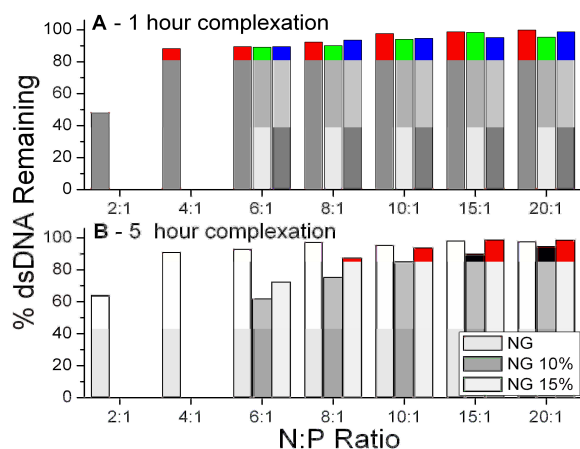 A - 1 hour complexation
100
80
60
40
20
0
2:1 4:1 6:1 8:1 10:1 15:1 20:1
% dsDNA Remaining
B - 5 hour complexation
100
80
60
40
20
0
NG
NG 10%
NG 15%
2:1 4:1 6:1 8:1 10:1 15:1 20:1
N:P Ratio